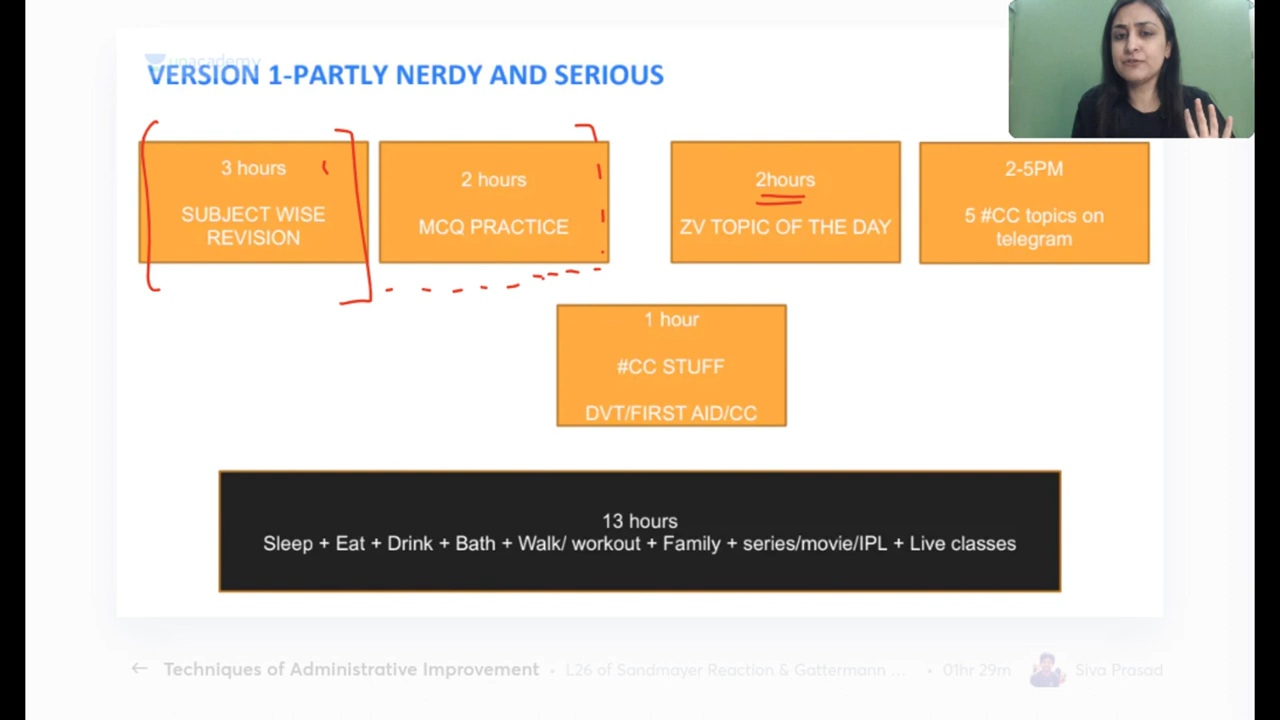 unacademy
VERSION 1-PARTLY NERDY AND SERIOUS
3 hours
SUBJECT WISE
REVISION
2 hours
MCQ PRACTICE
2hours
ZV TOPIC OF THE DAY
2-5PM
5 #CC topics on
telegram
1 hour
#CC STUFF
DVT/FIRST AID/CC
13 hours
Sleep + Eat + Drink + Bath + Walk/ workout + Family + series/movie/IPL + Live classes
Techniques of Administrative Improvement • L26 of Sandmayer Reaction & Gattermann ... • 01hr 29m Siva Prasad